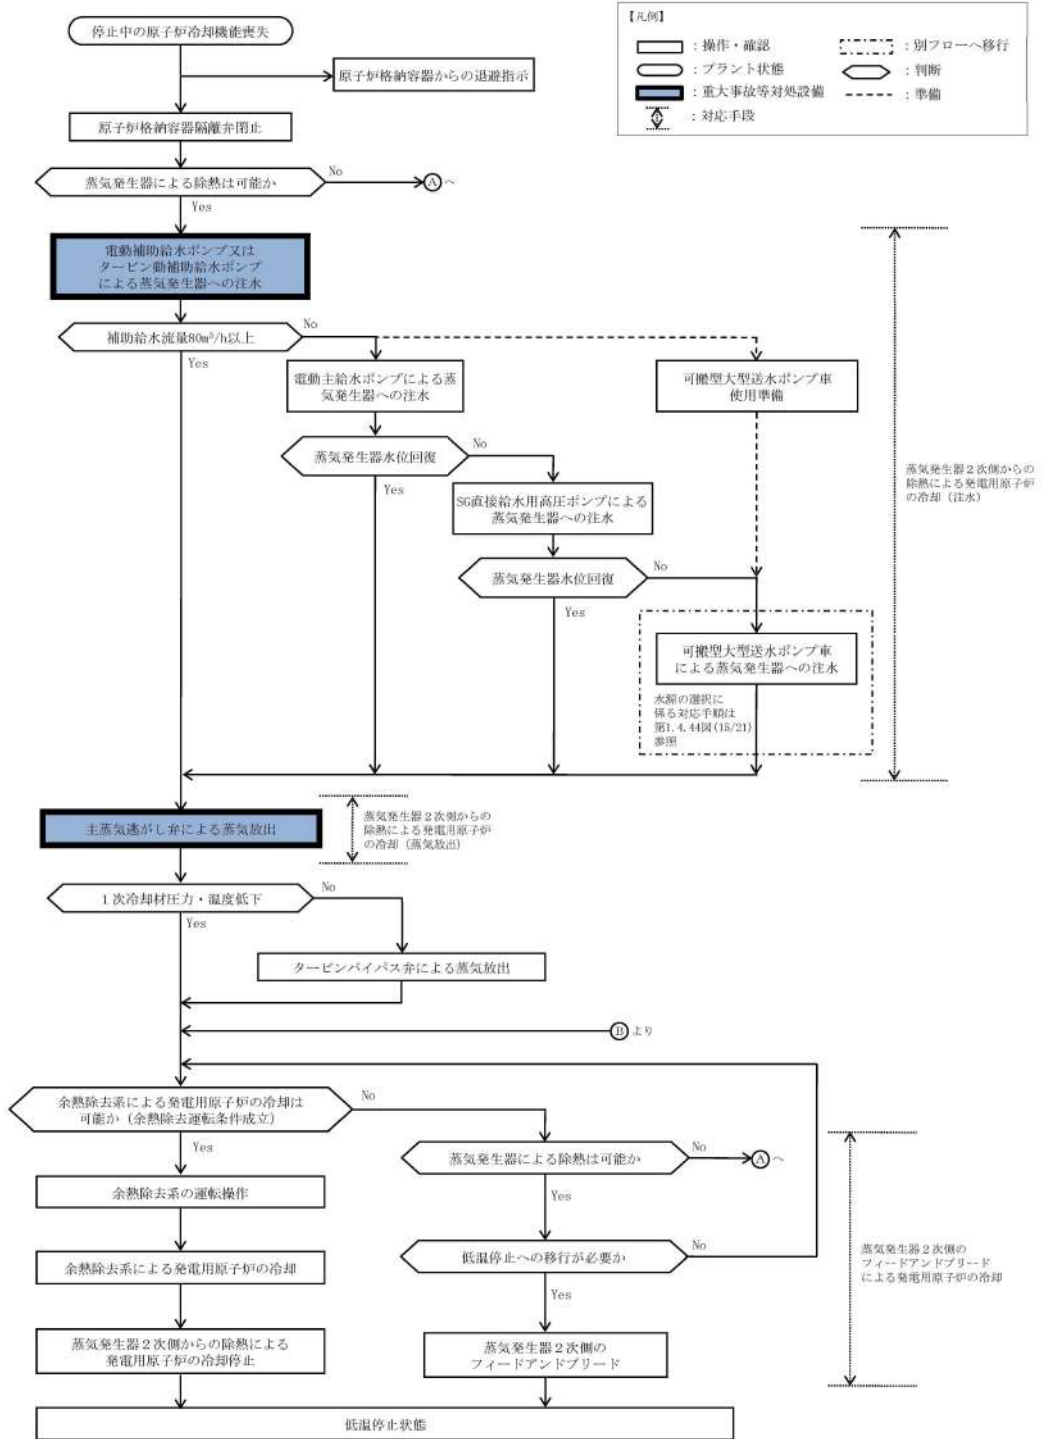 【凡例】
：操作・確認
：別フローへ移行
：プラント状態
：判断
：重大事故等対処設備
：準備
：対応手段
停止中の原子炉冷却機能喪失
原子炉格納容器からの退避指示
原子炉格納容器隔離弁閉止
蒸気発生器による除熱は可能か
No
Ⓐへ
Yes
電動補助給水ポンプ又は
タービン動補助給水ポンプ
による蒸気発生器への注水
補助給水流量80m³/h以上
No
Yes
電動主給水ポンプによる蒸
気発生器への注水
可搬型大型送水ポンプ車
使用準備
蒸気発生器水位回復
No
Yes
蒸気発生器２次側からの
除熱による発電用原子炉
の冷却（注水）
SG直接給水用高圧ポンプによる
蒸気発生器への注水
蒸気発生器水位回復
No
Yes
可搬型大型送水ポンプ車
による蒸気発生器への注水
水源の選択に
係る対応手順は
第1.4.44図(15/21)
参照
主蒸気逃がし弁による蒸気放出
蒸気発生器２次側からの
除熱による発電用原子炉
の冷却（蒸気放出）
１次冷却材圧力・温度低下
No
Yes
タービンバイパス弁による蒸気放出
Ⓑより
余熱除去系による発電用原子炉の冷却は
可能か（余熱除去運転条件成立）
No
Yes
蒸気発生器による除熱は可能か
No
Ⓐへ
Yes
余熱除去系の運転操作
低温停止への移行が必要か
No
Yes
蒸気発生器２次側の
フィードアンドブリード
による発電用原子炉の冷却
余熱除去系による発電用原子炉の冷却
蒸気発生器２次側からの除熱による
発電用原子炉の冷却停止
蒸気発生器２次側の
フィードアンドブリード
低温停止状態